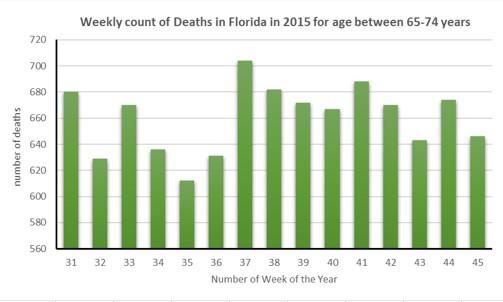 Weekly count of Deaths in Florida in 2015 for age between 65-74 years
number of deaths
720
700
680
660
640
620
600
580
560
31 32 33 34 35 36 37 38 39 40 41 42 43 44 45
Number of Week of the Year